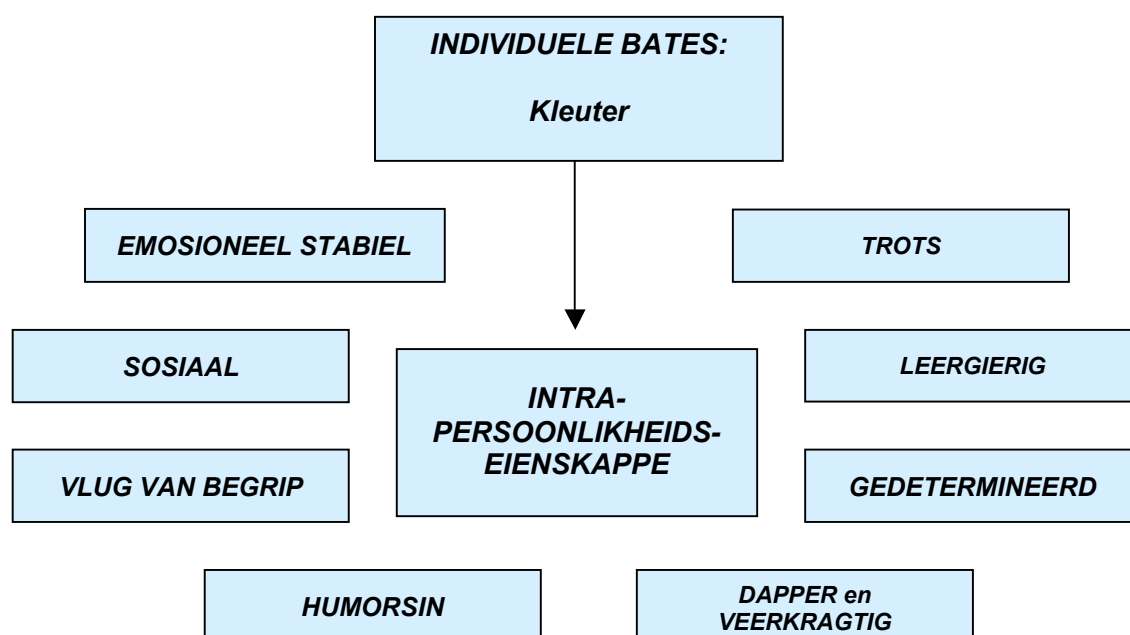 INDIVIDUELE BATES:
Kleuter
EMOSIONEEL STABIEL
TROTS
SOSIAAL
LEERGIERIG
INTRA-
PERSOONLIKHEIDS-
EIENSKAPPE
VLUG VAN BEGRIP
GEDETERMINEERD
HUMORSIN
DAPPER en
VEERKRAGTIG